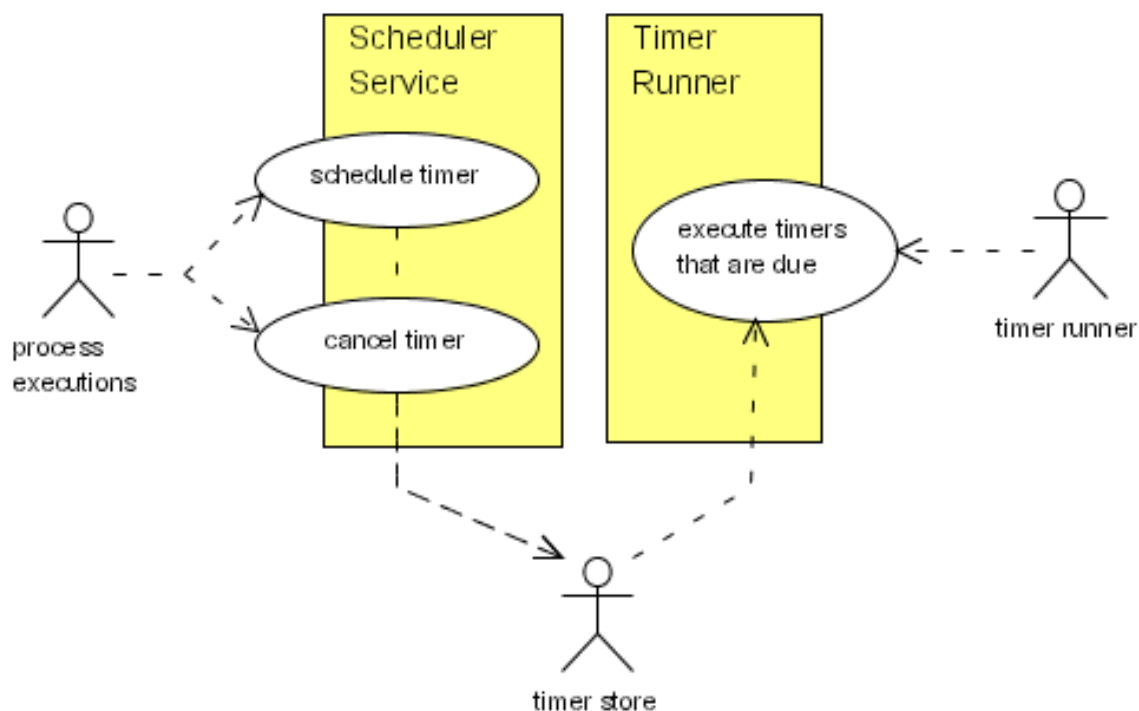 Scheduler
Service
Timer
Runner
schedule timer
execute timers
that are due
cancel timer
process
executions
timer runner
timer store